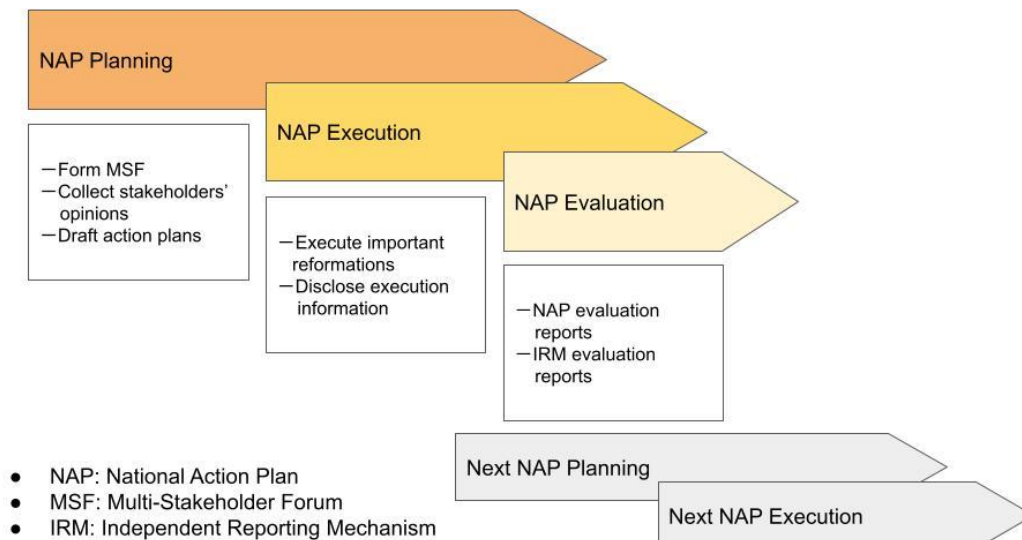 NAP Planning
—Form MSF
—Collect stakeholders'
opinions
—Draft action plans
NAP Execution
—Execute important
reformations
—Disclose execution
information
NAP Evaluation
—NAP evaluation
reports
—IRM evaluation
reports
Next NAP Planning
Next NAP Execution
● NAP: National Action Plan
● MSF: Multi-Stakeholder Forum
● IRM: Independent Reporting Mechanism